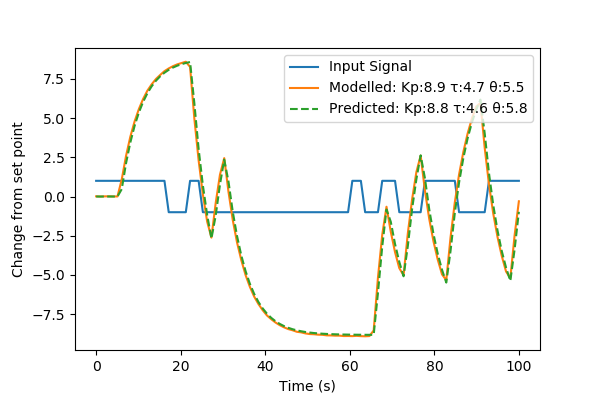 Input Signal
Modelled: Kp:8.9 τ:4.7 θ:5.5
Predicted: Kp:8.8 τ:4.6 θ:5.8
7.5
5.0
2.5
0.0
−2.5
−5.0
−7.5
Change from set point
0 20 40 60 80 100
Time (s)